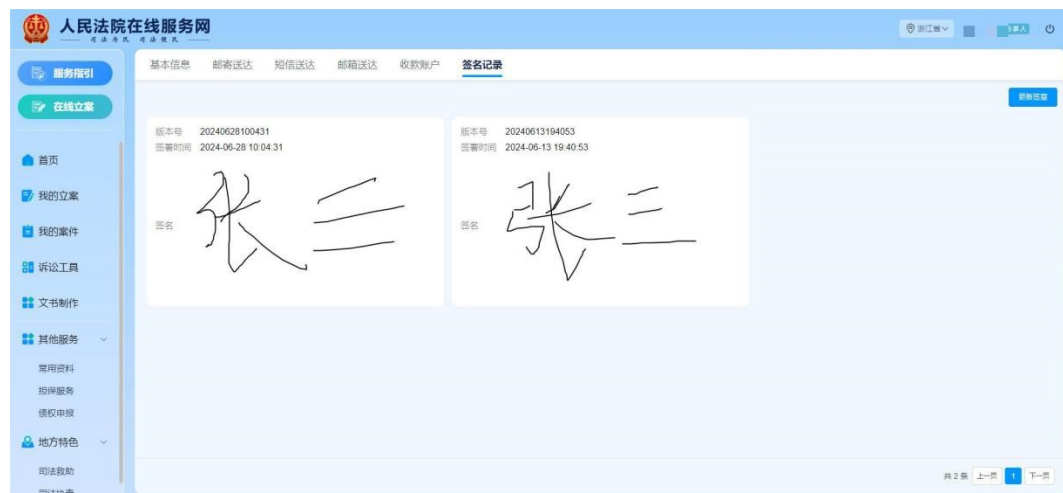 人民法院在线服务网
司法为民 司法便民
浙江省
服务指引
在线立案
首页
我的立案
我的案件
诉讼工具
文书制作
其他服务
常用资料
担保服务
债权申报
地方特色
司法救助
基本信息 邮寄送达 短信送达 邮箱送达 收款账户 签名记录
更新签章
版本号 20240628100431
签署时间 2024-06-28 10:04:31
签名 张三
版本号 20240613194053
签署时间 2024-06-13 19:40:53
签名 张三
共 2 条 上一页 1 下一页